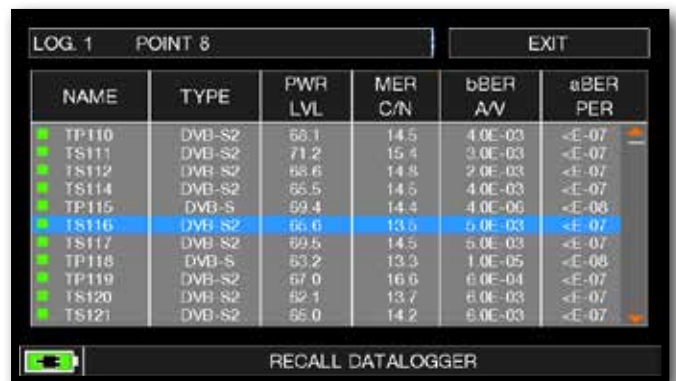 LOG. 1 POINT 8 EXIT
NAME TYPE PWR LVL MER C/N bBER A/V aBER PER
TP110 DVB-S2 68.1 14.5 4.0E-03 <E-07
TS111 DVB-S2 71.2 15.4 3.0E-03 <E-07
TS112 DVB-S2 68.6 14.8 2.0E-03 <E-07
TS114 DVB-S2 65.5 14.5 4.0E-03 <E-07
TP115 DVB-S 69.4 14.4 4.0E-06 <E-08
TS116 DVB-S2 65.6 13.5 5.0E-03 <E-07
TS117 DVB-S2 69.5 14.5 5.0E-03 <E-07
TP118 DVB-S 63.2 13.3 1.0E-05 <E-08
TP119 DVB-S2 67.0 16.6 6.0E-04 <E-07
TS120 DVB-S2 62.1 13.7 6.0E-03 <E-07
TS121 DVB-S2 65.0 14.2 6.0E-03 <E-07
RECALL DATALOGGER